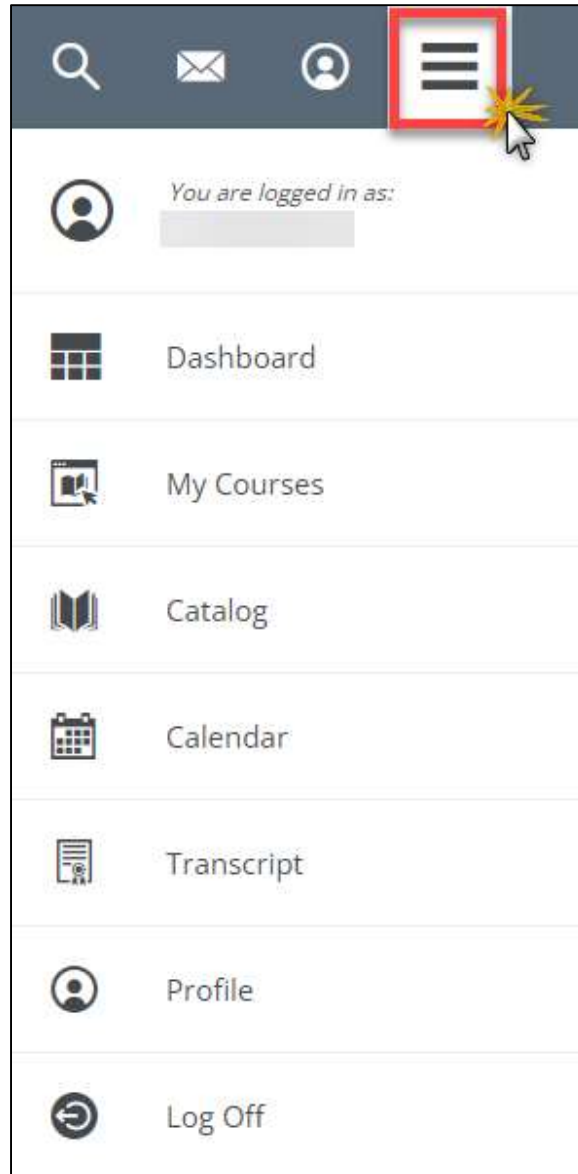 You are logged in as:
Dashboard
My Courses
Catalog
Calendar
Transcript
Profile
Log Off